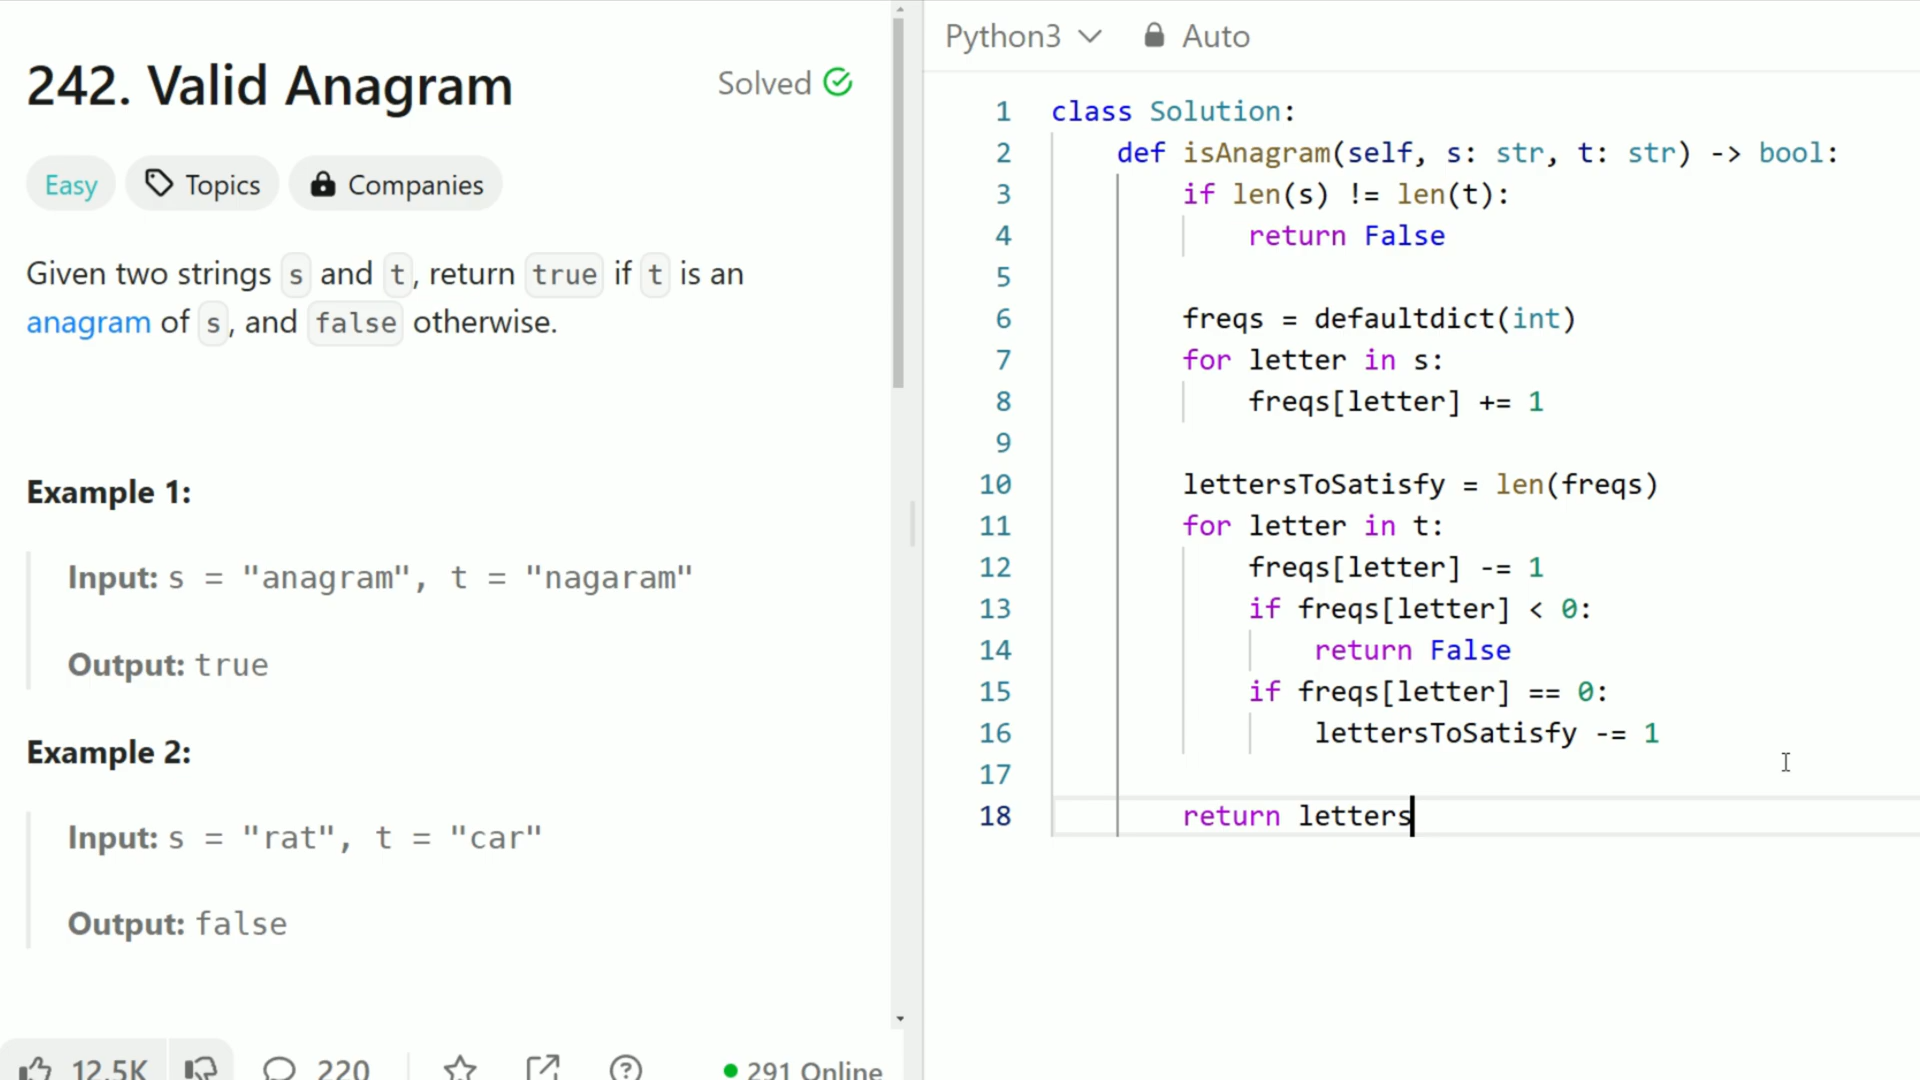 242. Valid Anagram
Solved
Easy
Topics
Companies
Given two strings s and t, return true if t is an
anagram of s, and false otherwise.
Example 1:
Input: s = "anagram", t = "nagaram"
Output: true
Example 2:
Input: s = "rat", t = "car"
Output: false
12.5K
220
291 Online
Python3
Auto
1 class Solution:
2 def isAnagram(self, s: str, t: str) -> bool:
3 if len(s) != len(t):
4 return False
5
6 freqs = defaultdict(int)
7 for letter in s:
8 freqs[letter] += 1
9
10 lettersToSatisfy = len(freqs)
11 for letter in t:
12 freqs[letter] -= 1
13 if freqs[letter] < 0:
14 return False
15 if freqs[letter] == 0:
16 lettersToSatisfy -= 1
17
18 return letters